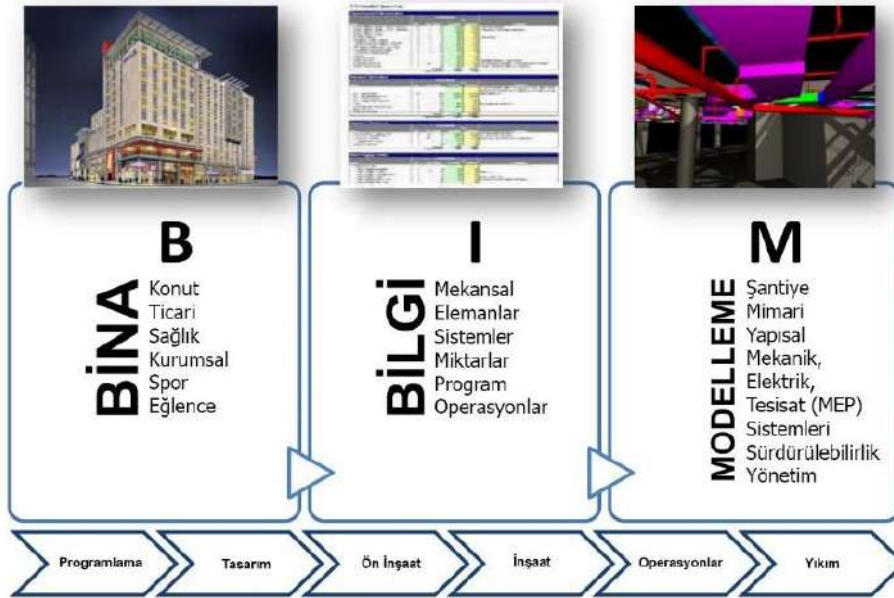 B
BİNA
Konut
Ticari
Sağlık
Kurumsal
Spor
Eğlence
I
BİLGİ
Mekansal
Elemanlar
Sistemler
Miktarlar
Program
Operasyonlar
M
MODELLEME
Şantiye
Mimari
Yapısal
Mekanik,
Elektrik,
Tesisat (MEP)
Sistemleri
Sürdürülebilirlik
Yönetim
Programlama
Tasarım
Ön İnşaat
İnşaat
Operasyonlar
Yıkım